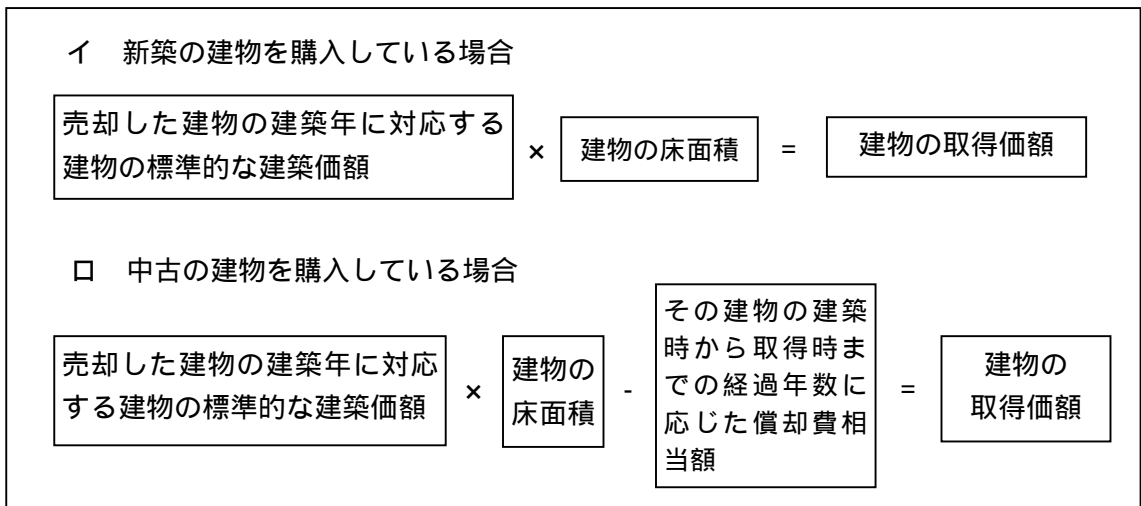 イ 新築の建物を購入している場合
売却した建物の建築年に対応する
建物の標準的な建築価額
×
建物の床面積
=
建物の取得価額
ロ 中古の建物を購入している場合
売却した建物の建築年に対応
する建物の標準的な建築価額
×
建物の
床面積
-
その建物の建築
時から取得時ま
での経過年数に
応じた償却費相
当額
=
建物の
取得価額